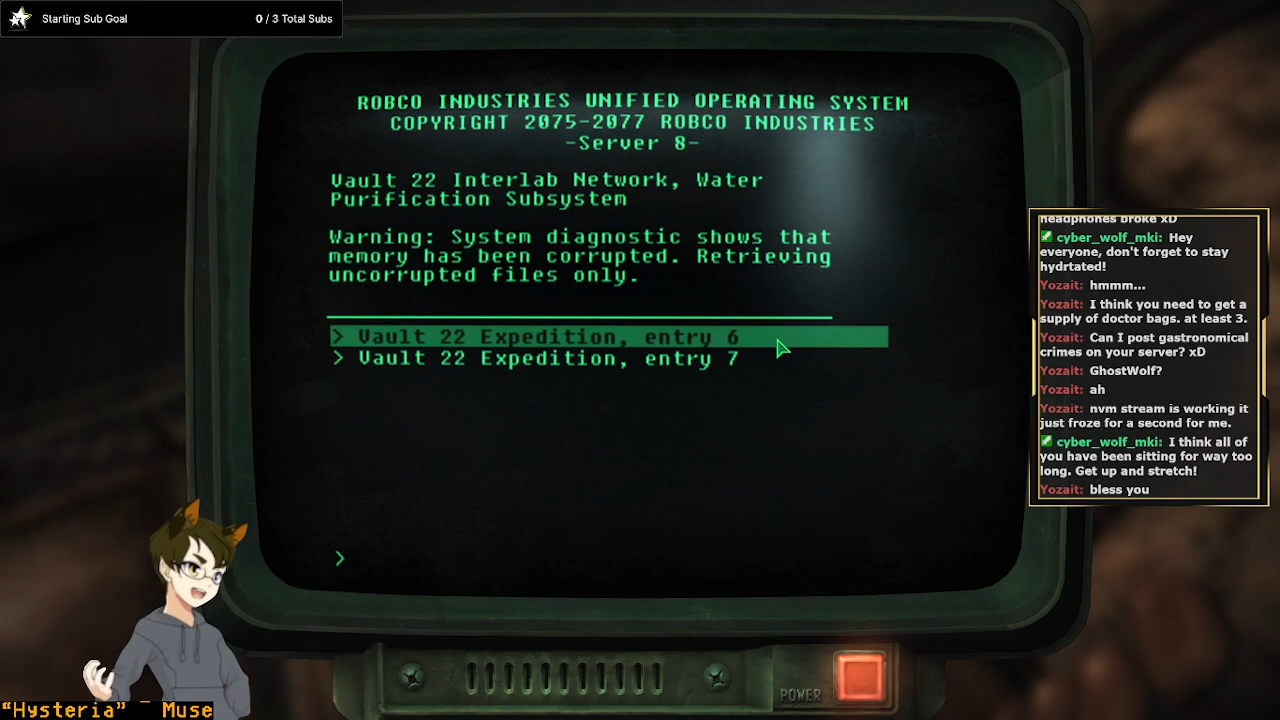 Starting Sub Goal 0 / 3 Total Subs
ROBCO INDUSTRIES UNIFIED OPERATING SYSTEM
COPYRIGHT 2075-2077 ROBCO INDUSTRIES
-Server 8-
Vault 22 Interlab Network, Water
Purification Subsystem
Warning: System diagnostic shows that
memory has been corrupted. Retrieving
uncorrupted files only.
> Vault 22 Expedition, entry 6
> Vault 22 Expedition, entry 7
>
POWER
headphones broke xD
cyber_wolf_mki: Hey
everyone, don't forget to stay
hydrtated!
Yozait: hmmm...
Yozait: I think you need to get a
supply of doctor bags. at least 3.
Yozait: Can I post gastronomical
crimes on your server? xD
Yozait: GhostWolf?
Yozait: ah
Yozait: nvm stream is working it
just froze for a second for me.
cyber_wolf_mki: I think all of
you have been sitting for way too
long. Get up and stretch!
Yozait: bless you
“Hysteria” ~ Muse